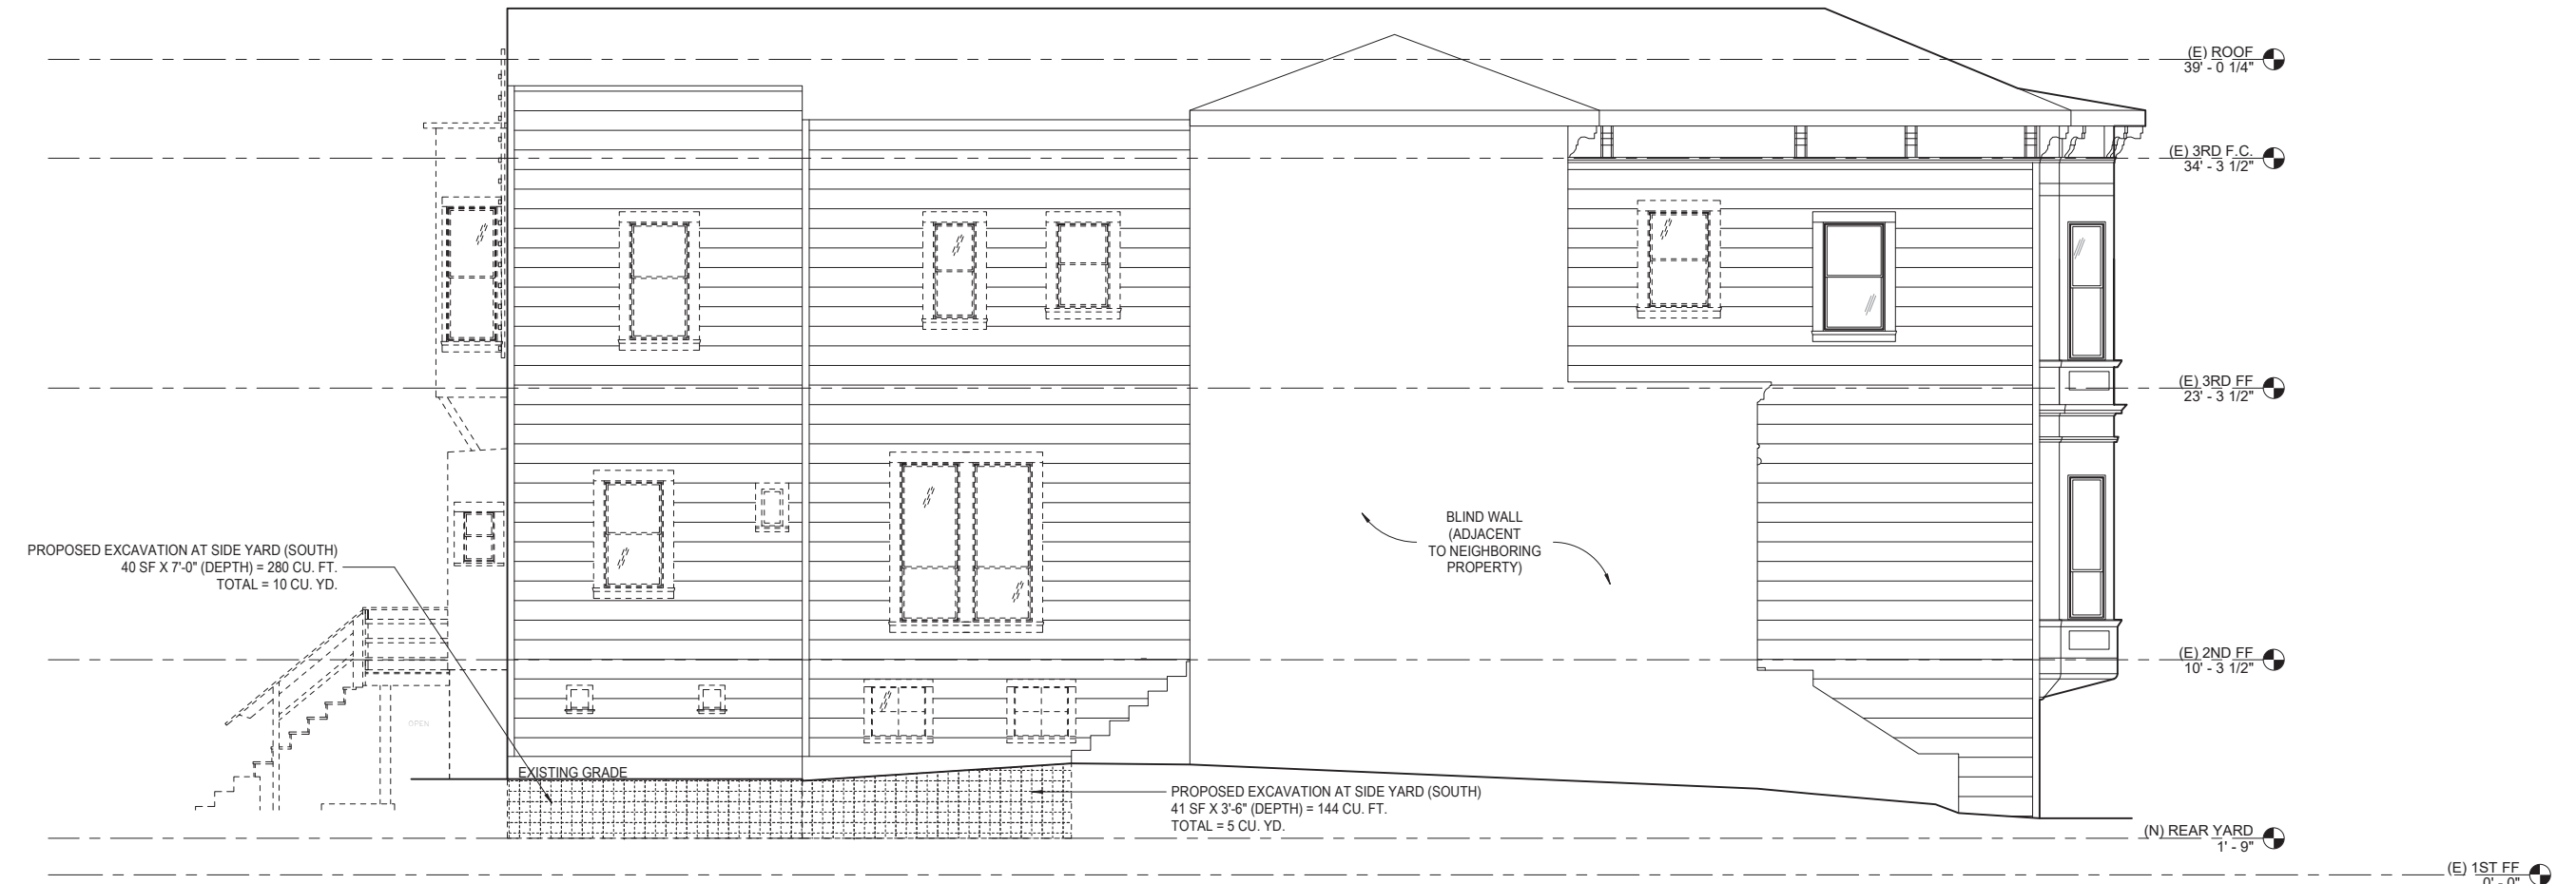 (E) ROOF
39' - 0 1/4"
(E) 3RD F.C.
34' - 3 1/2"
(E) 3RD FF
23' - 3 1/2"
PROPOSED EXCAVATION AT SIDE YARD (SOUTH)
40 SF X 7'-0" (DEPTH) = 280 CU. FT.
TOTAL = 10 CU. YD.
BLIND WALL
(ADJACENT
TO NEIGHBORING
PROPERTY)
(E) 2ND FF
10' - 3 1/2"
OPEN
EXISTING GRADE
PROPOSED EXCAVATION AT SIDE YARD (SOUTH)
41 SF X 3'-6" (DEPTH) = 144 CU. FT.
TOTAL = 5 CU. YD.
(N) REAR YARD
1' - 9"
(E) 1ST FF
0' - 0"